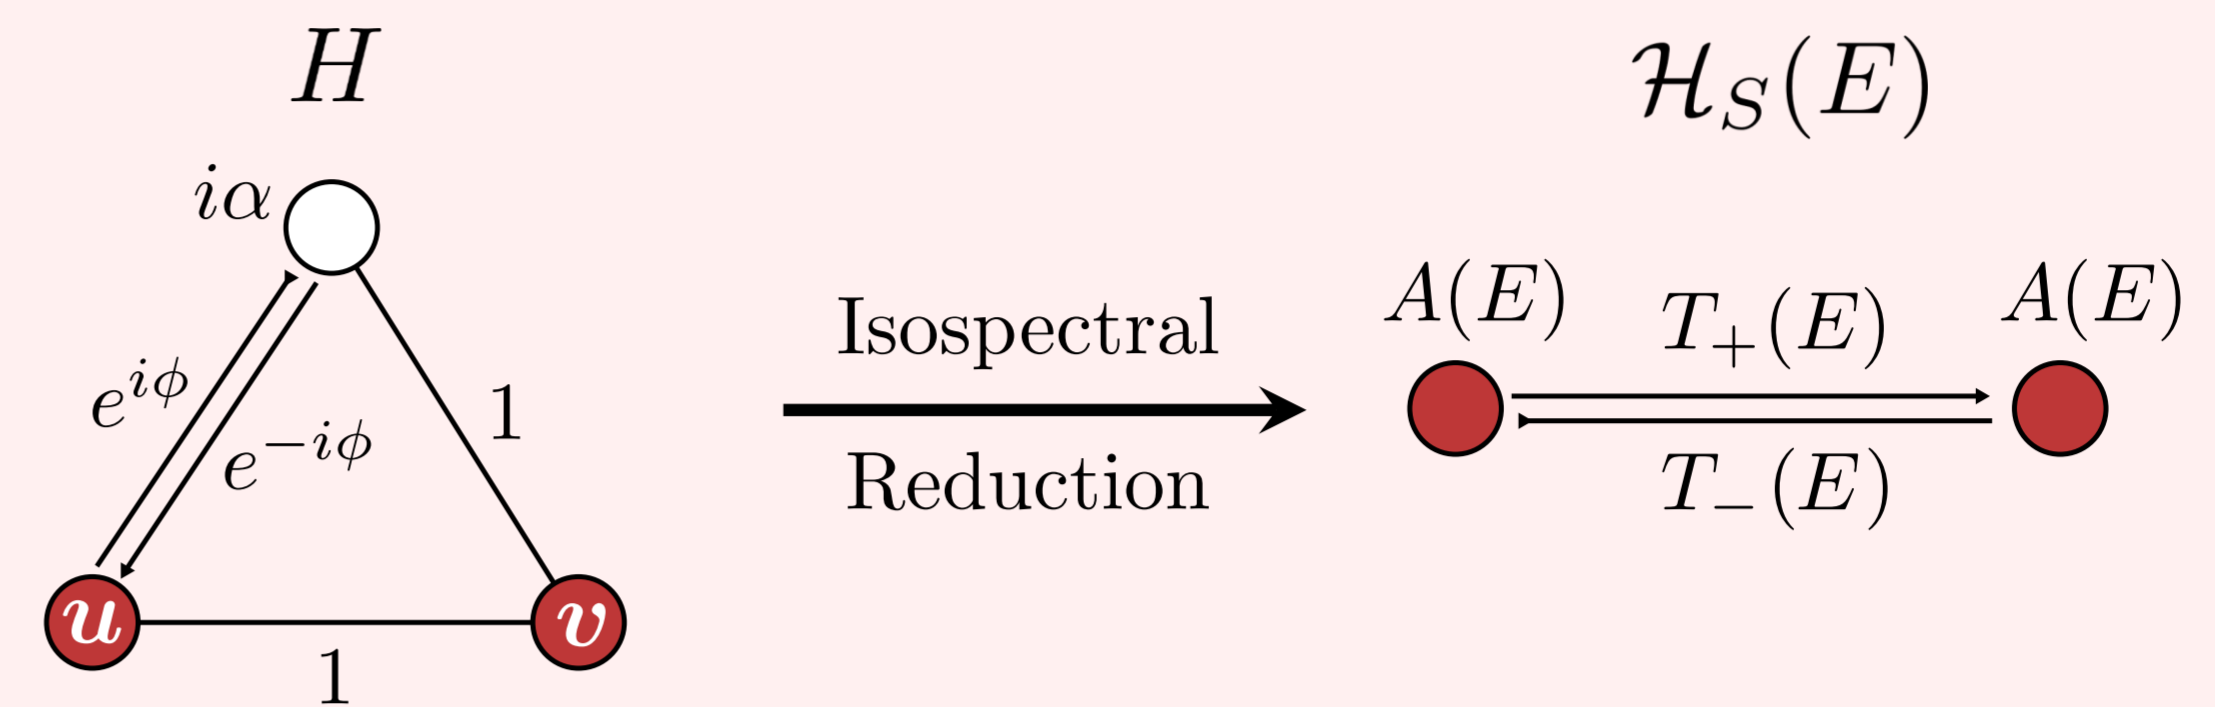 H
iα
e^{iϕ}
e^{-iϕ}
1
u
v
1
Isospectral
Reduction
ℋ_S(E)
A(E)
T_+(E)
A(E)
T_−(E)